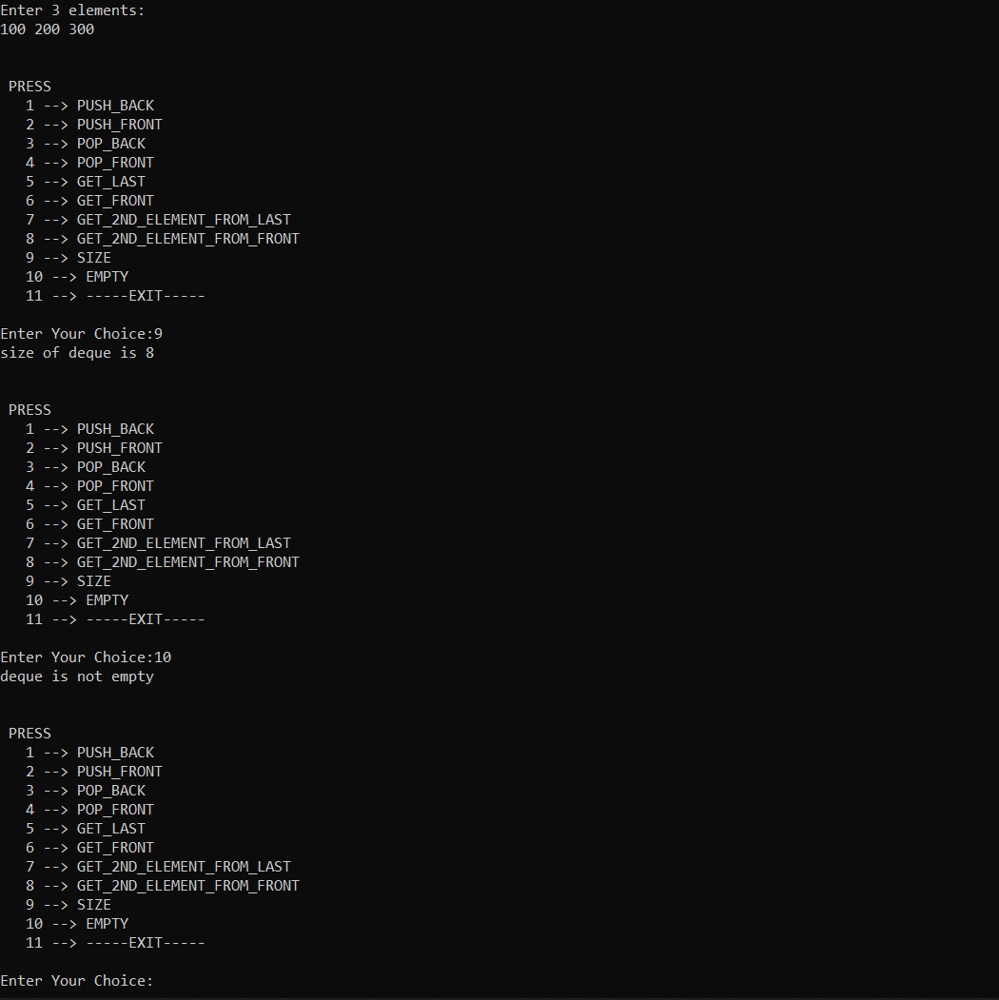 Enter 3 elements:
100 200 300
PRESS
1 --> PUSH_BACK
2 --> PUSH_FRONT
3 --> POP_BACK
4 --> POP_FRONT
5 --> GET_LAST
6 --> GET_FRONT
7 --> GET_2ND_ELEMENT_FROM_LAST
8 --> GET_2ND_ELEMENT_FROM_FRONT
9 --> SIZE
10 --> EMPTY
11 --> -----EXIT-----
Enter Your Choice:9
size of deque is 8
PRESS
1 --> PUSH_BACK
2 --> PUSH_FRONT
3 --> POP_BACK
4 --> POP_FRONT
5 --> GET_LAST
6 --> GET_FRONT
7 --> GET_2ND_ELEMENT_FROM_LAST
8 --> GET_2ND_ELEMENT_FROM_FRONT
9 --> SIZE
10 --> EMPTY
11 --> -----EXIT-----
Enter Your Choice:10
deque is not empty
PRESS
1 --> PUSH_BACK
2 --> PUSH_FRONT
3 --> POP_BACK
4 --> POP_FRONT
5 --> GET_LAST
6 --> GET_FRONT
7 --> GET_2ND_ELEMENT_FROM_LAST
8 --> GET_2ND_ELEMENT_FROM_FRONT
9 --> SIZE
10 --> EMPTY
11 --> -----EXIT-----
Enter Your Choice: